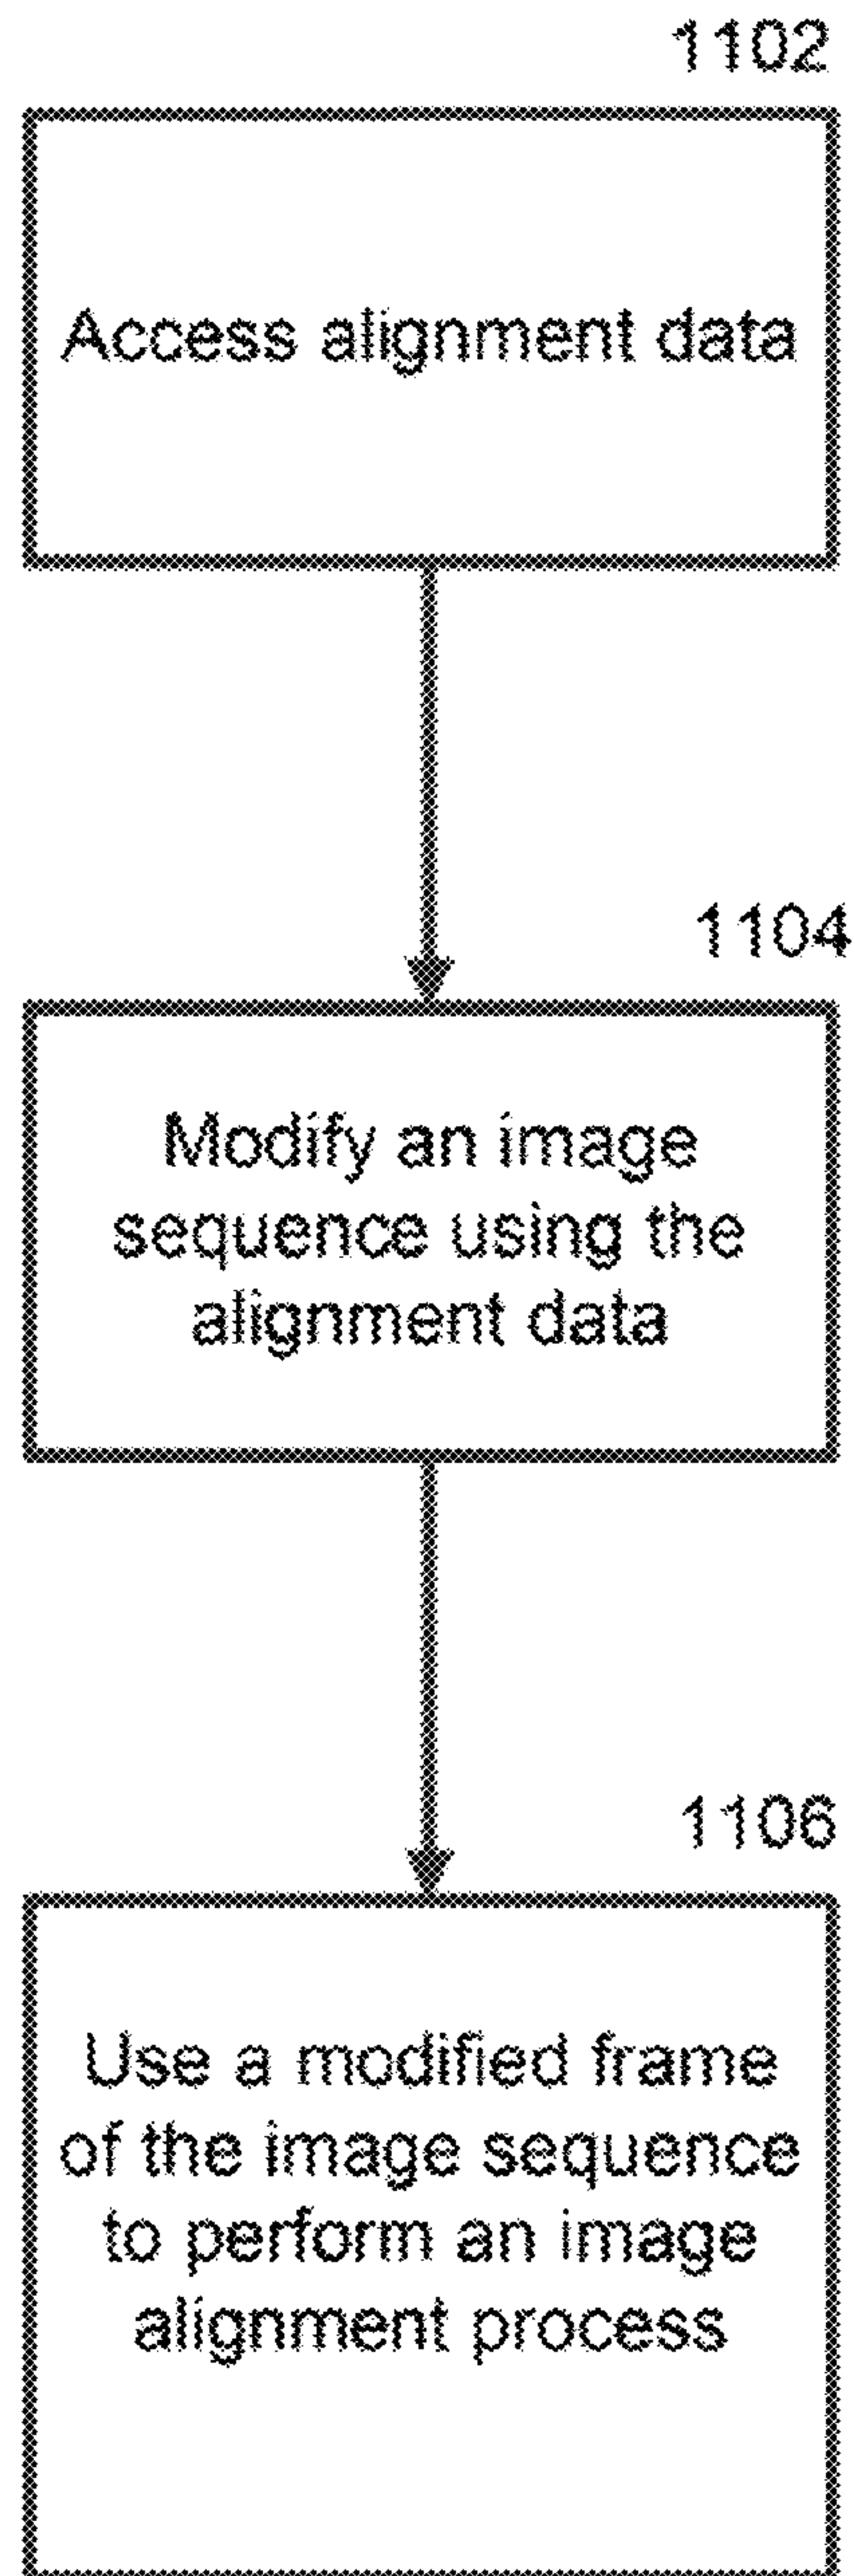 1102
Access alignment data
1104
Modify an image
sequence using the
alignment data
1106
Use a modified frame
of the image sequence
to perform an image
alignment process